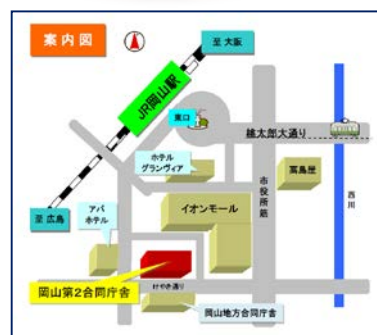 案内図
至 大阪
JR岡山駅
東口
桃太郎大通り
ホテル
グランヴィア
市役所筋
高島屋
西川
至 広島
アパ
ホテル
イオンモール
岡山第2合同庁舎
けやき通り
岡山地方合同庁舎